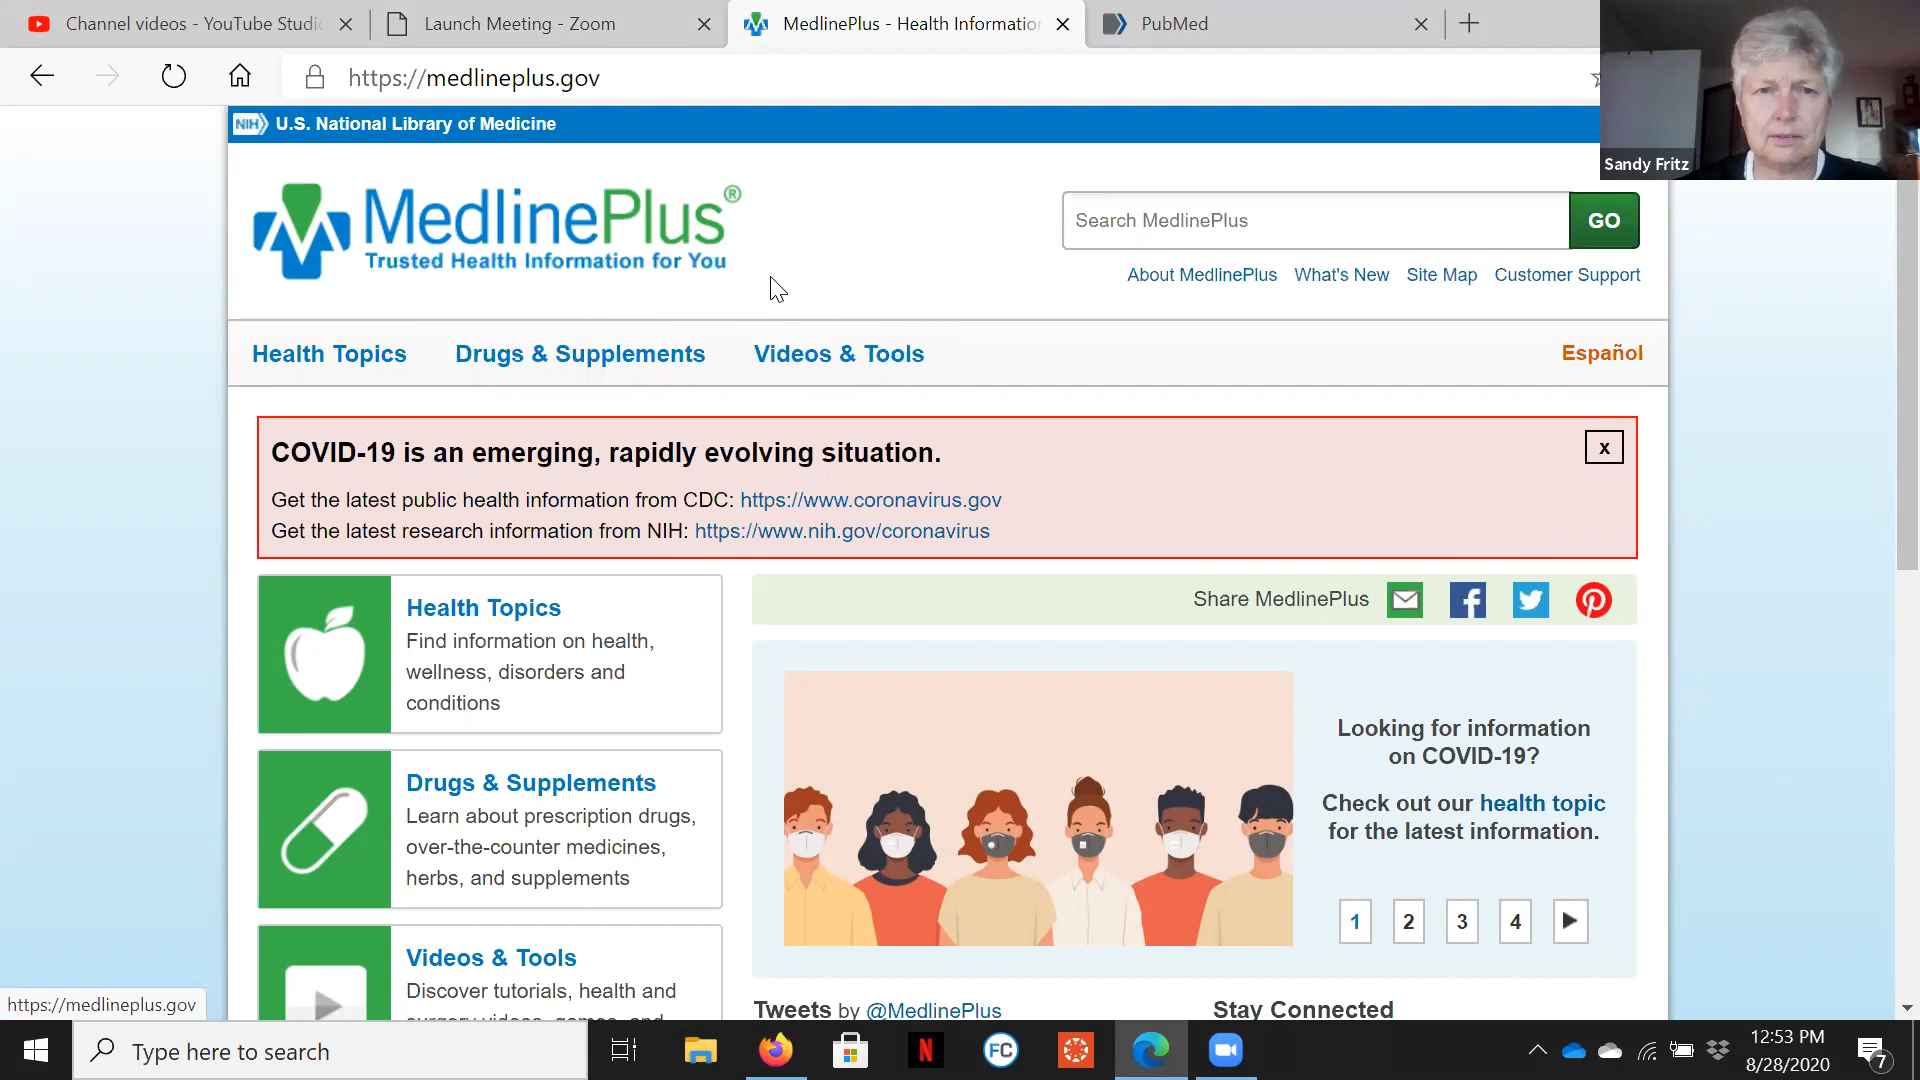 Channel videos - YouTube Studio
Launch Meeting - Zoom
MedlinePlus - Health Information
PubMed
https://medlineplus.gov
Sandy Fritz
NIH U.S. National Library of Medicine
MedlinePlus®
Trusted Health Information for You
Search MedlinePlus
GO
About MedlinePlus What's New Site Map Customer Support
Health Topics Drugs & Supplements Videos & Tools Español
COVID-19 is an emerging, rapidly evolving situation.
x
Get the latest public health information from CDC: https://www.coronavirus.gov
Get the latest research information from NIH: https://www.nih.gov/coronavirus
Health Topics
Find information on health,
wellness, disorders and
conditions
Drugs & Supplements
Learn about prescription drugs,
over-the-counter medicines,
herbs, and supplements
Videos & Tools
Discover tutorials, health and
surgery videos, games, and
Share MedlinePlus
Looking for information
on COVID-19?
Check out our health topic
for the latest information.
1 2 3 4
Tweets by @MedlinePlus
Stay Connected
https://medlineplus.gov
Type here to search
N
FC
12:53 PM
8/28/2020
7